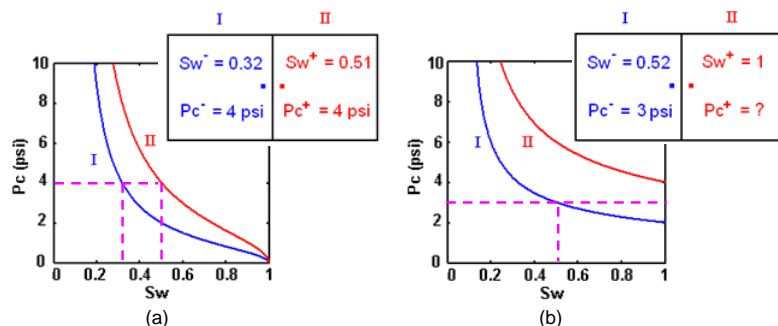 I II
Sw- = 0.32 Sw+ = 0.51
Pc- = 4 psi Pc+ = 4 psi
10
8
6
4
2
0 0.2 0.4 0.6 0.8 1
Pc (psi)
I
II
Sw
(a)
I II
Sw- = 0.52 Sw+ = 1
Pc- = 3 psi Pc+ = ?
10
8
6
4
2
0 0.2 0.4 0.6 0.8 1
Pc (psi)
I
II
Sw
(b)